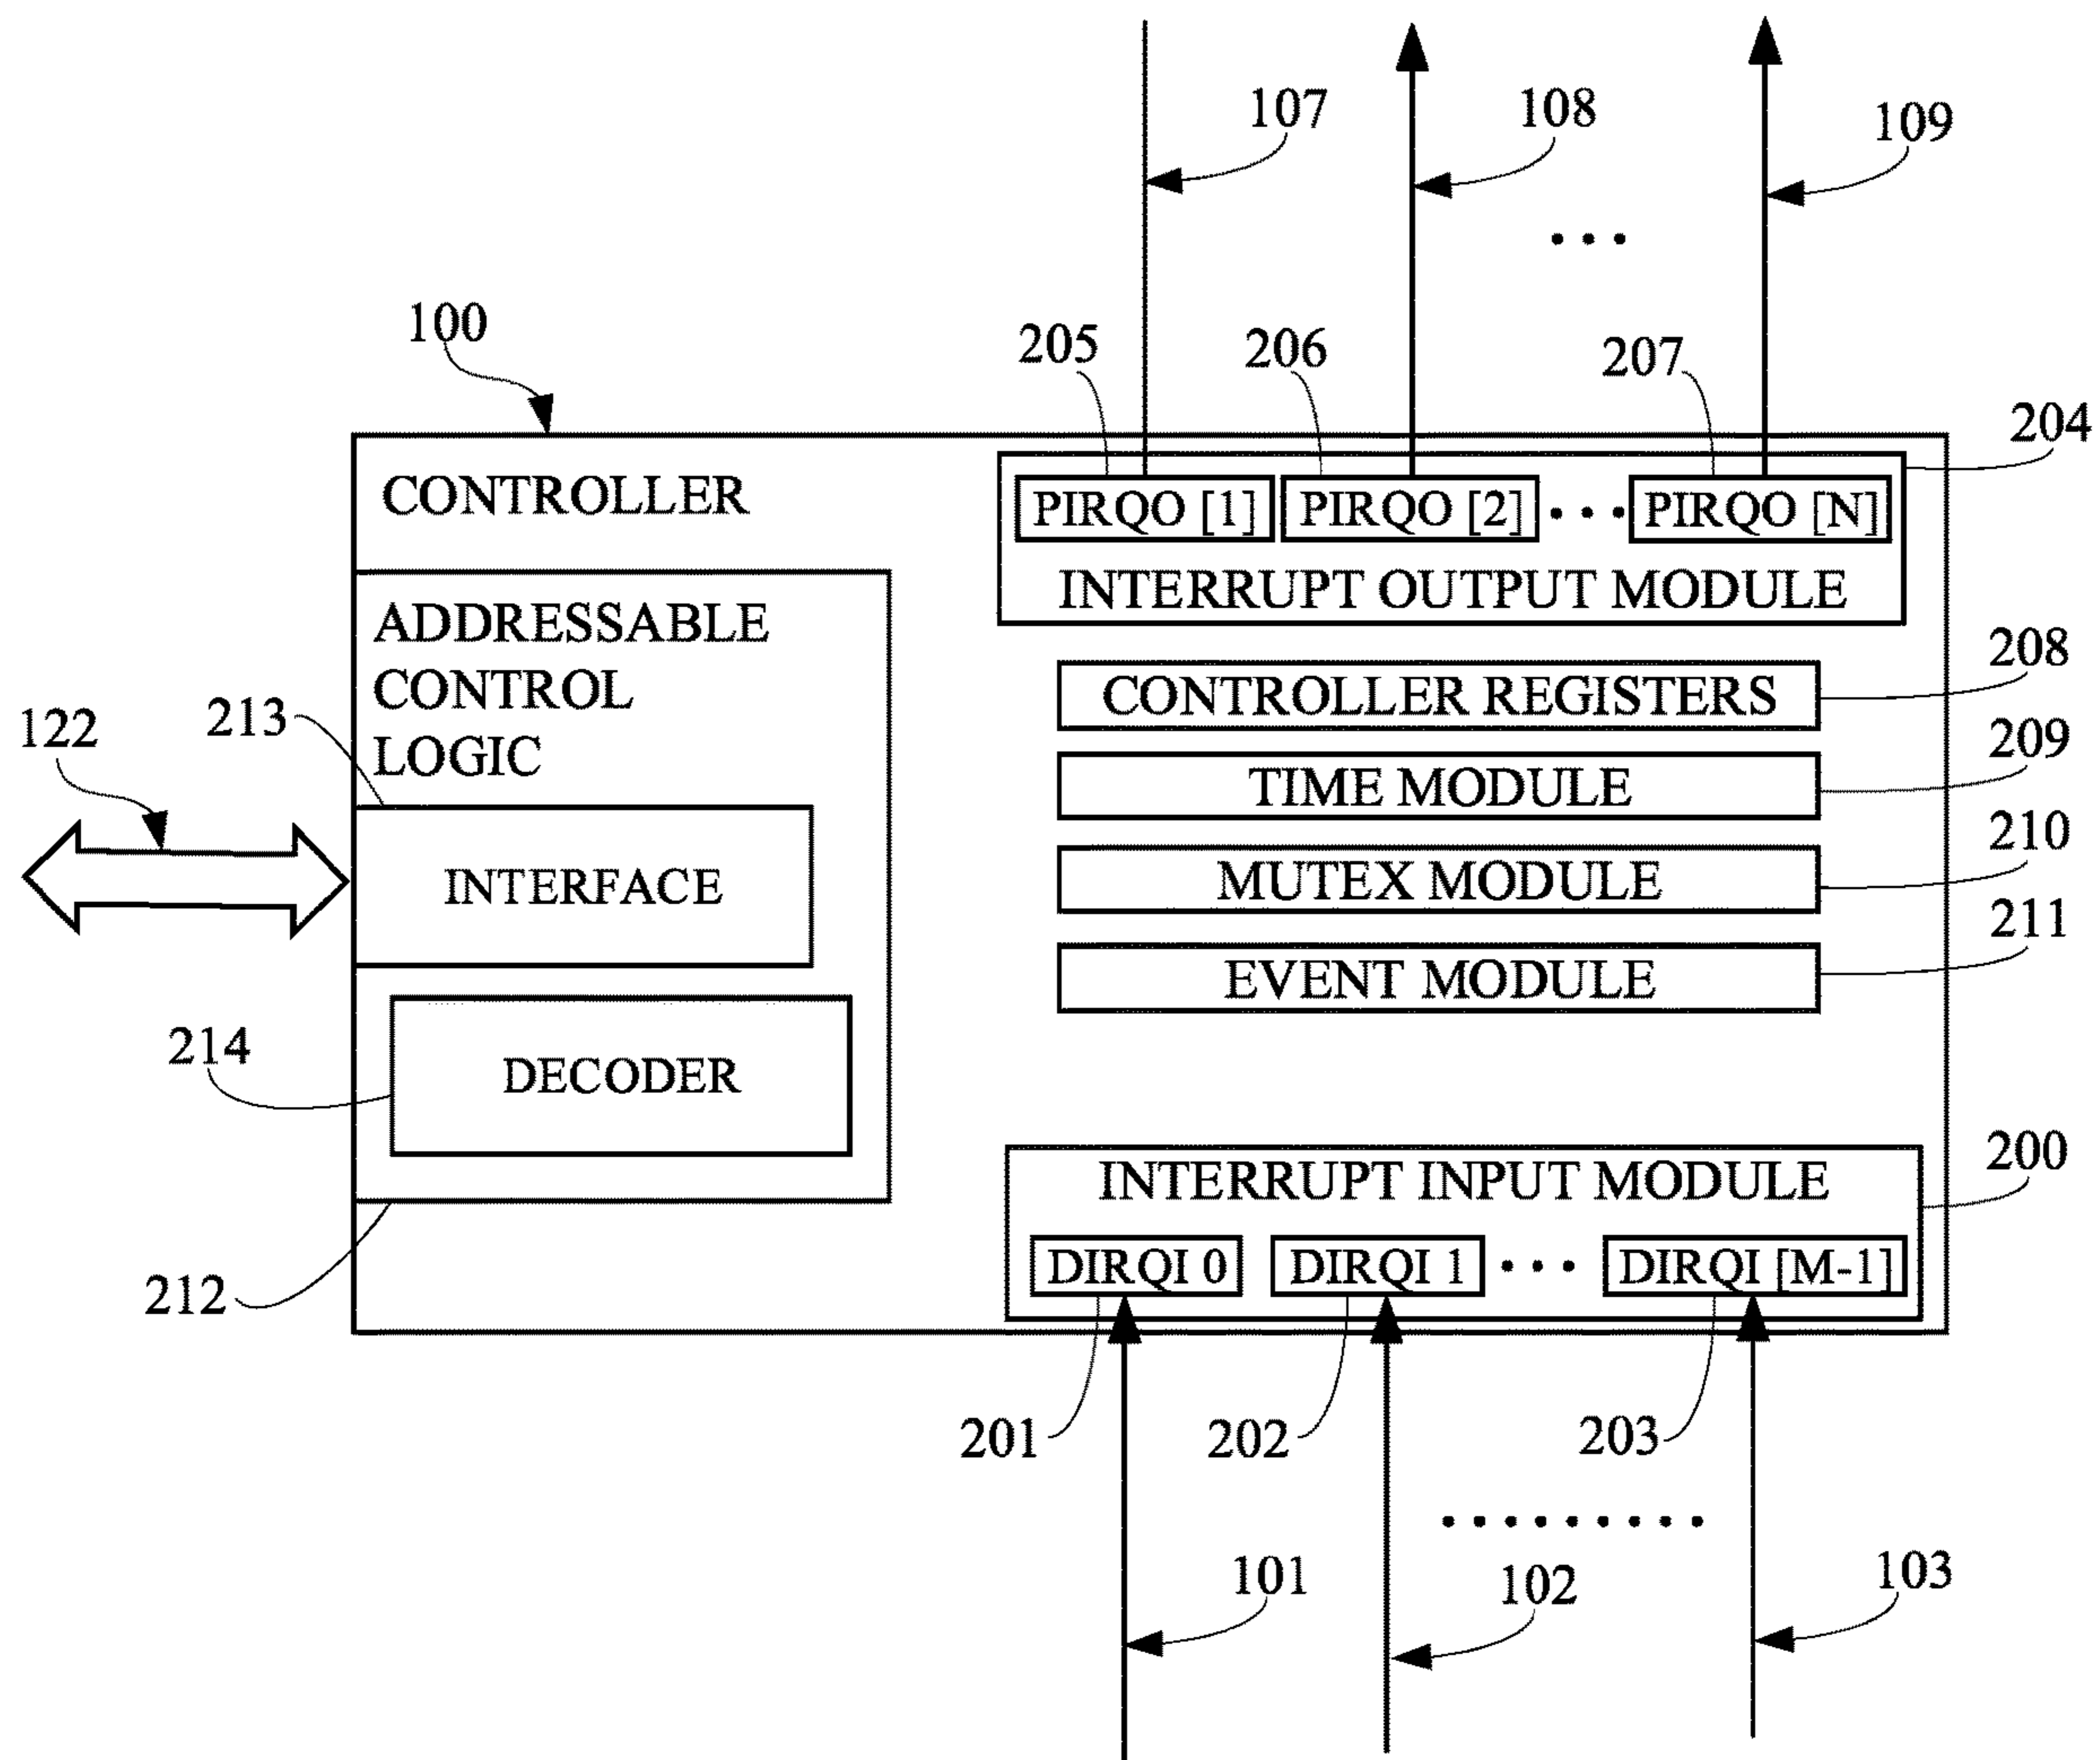 107
108
109
...
100
205
206
207
204
CONTROLLER
PIRQO [1]
PIRQO [2]
...
PIRQO [N]
INTERRUPT OUTPUT MODULE
ADDRESSABLE
CONTROL
LOGIC
208
CONTROLLER REGISTERS
213
122
209
TIME MODULE
210
INTERFACE
MUTEX MODULE
211
EVENT MODULE
214
DECODER
200
INTERRUPT INPUT MODULE
DIRQI 0
DIRQI 1
...
DIRQI [M-1]
212
201
202
203
.........
101
102
103